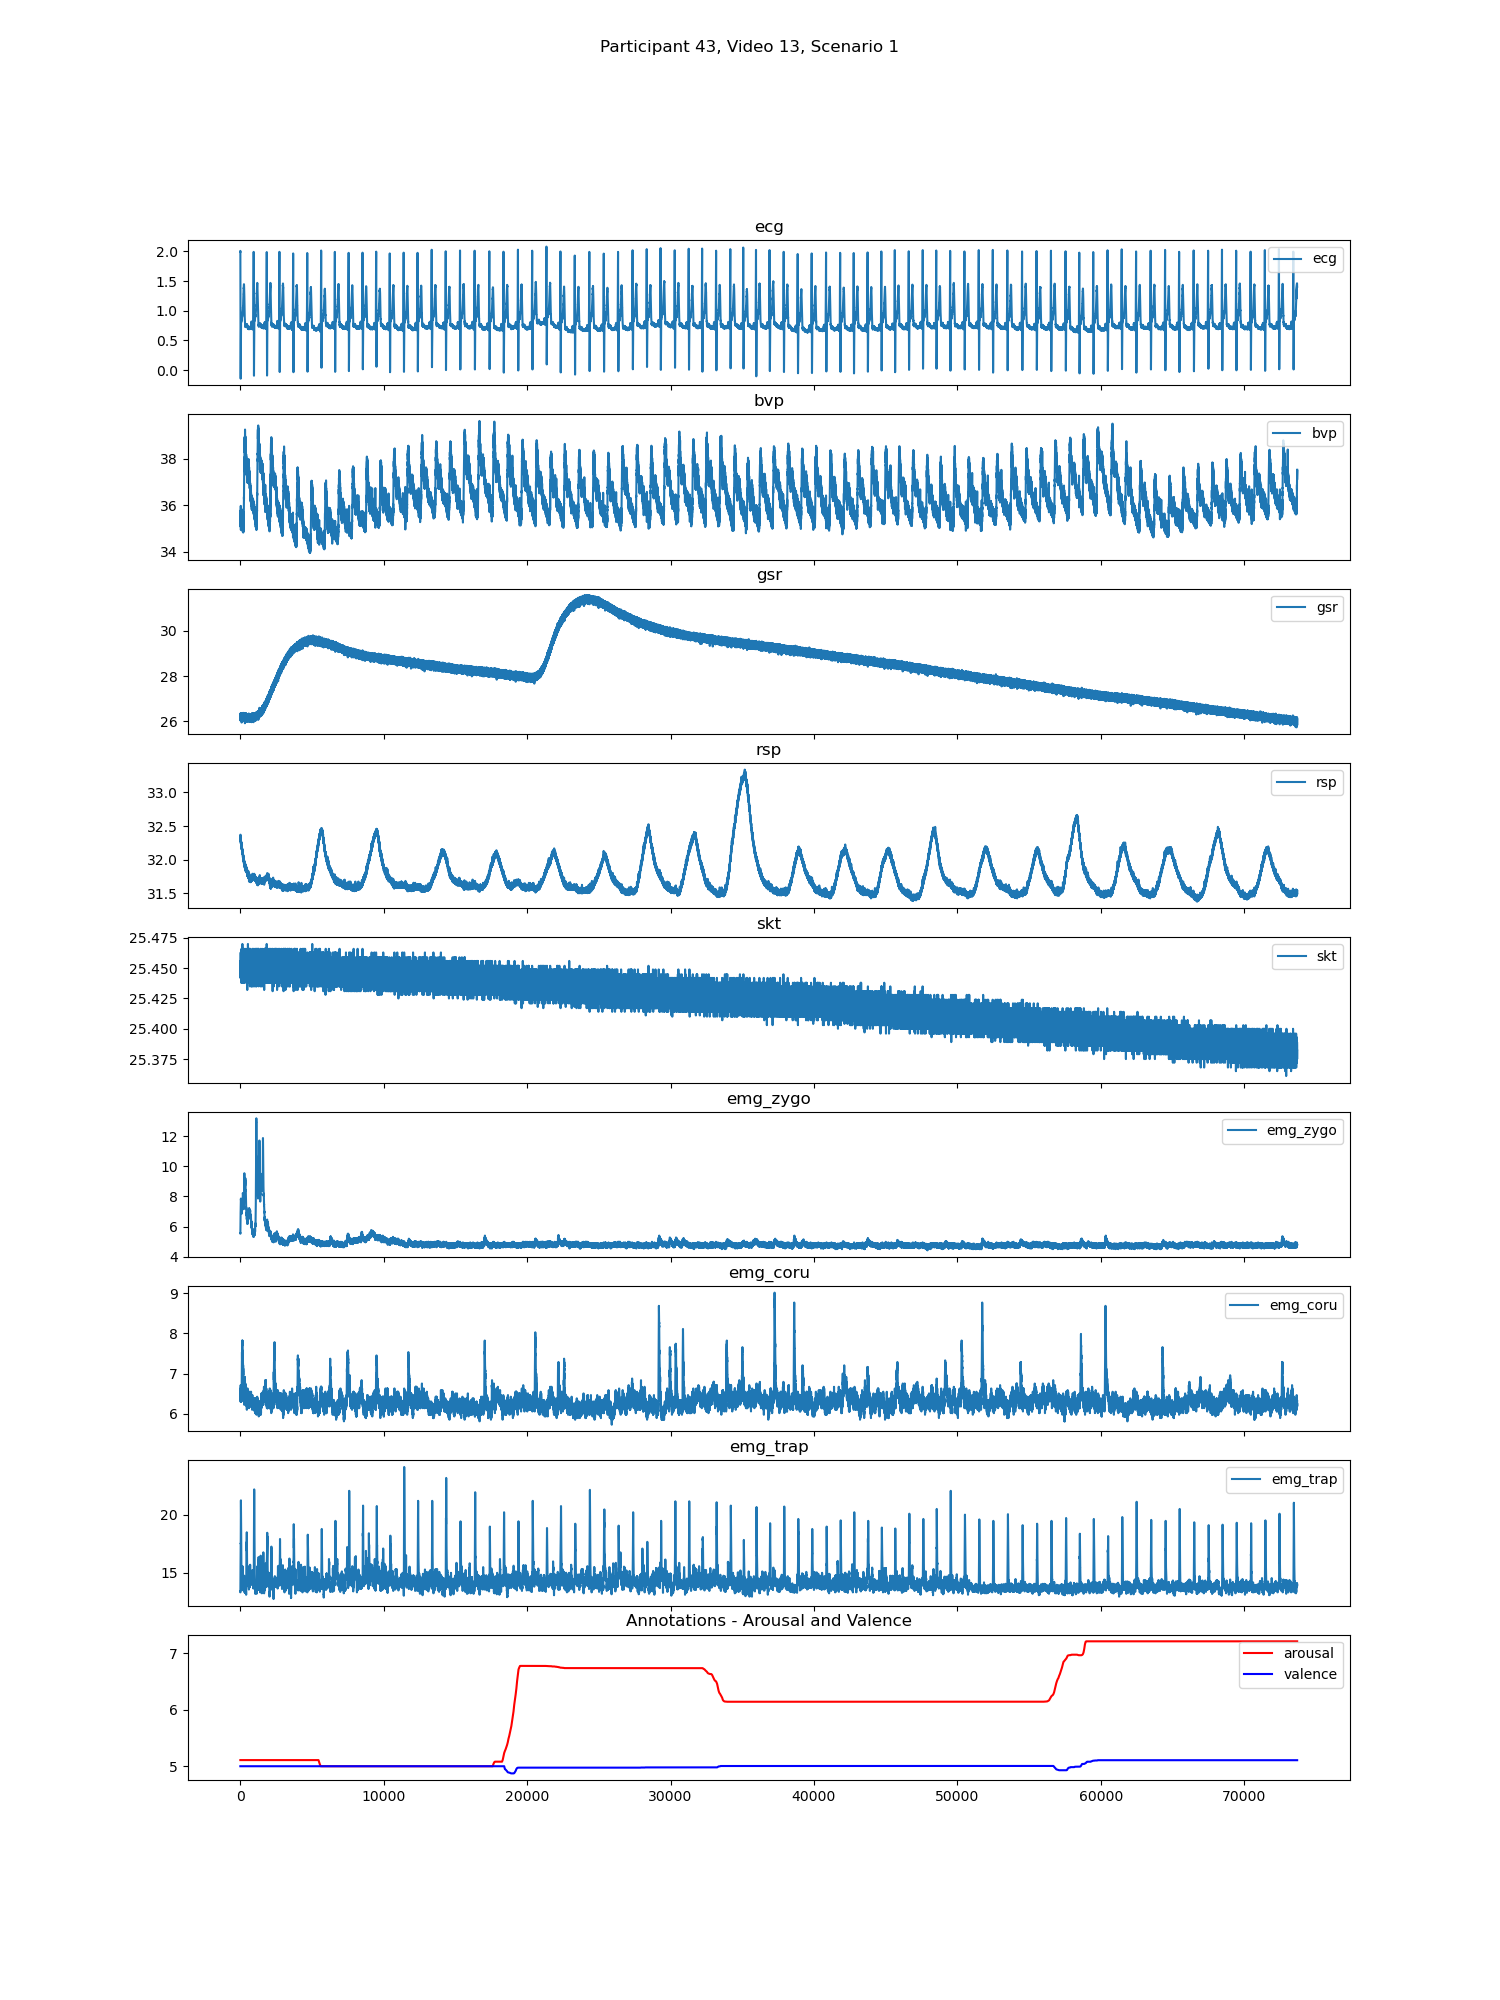 Participant 43, Video 13, Scenario 1
ecg
2.0
1.5
1.0
0.5
0.0
ecg
bvp
38
36
34
bvp
gsr
30
28
26
gsr
rsp
33.0
32.5
32.0
31.5
rsp
skt
25.475
25.450
25.425
25.400
25.375
skt
emg_zygo
12
10
8
6
4
emg_zygo
emg_coru
9
8
7
6
emg_coru
emg_trap
20
15
emg_trap
Annotations - Arousal and Valence
7
6
5
arousal
valence
0 10000 20000 30000 40000 50000 60000 70000